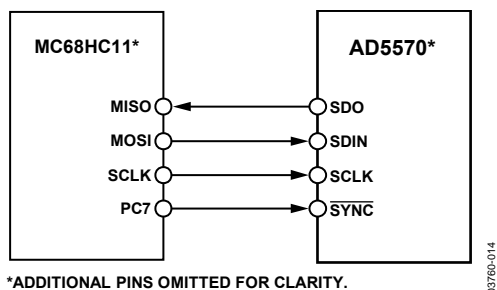 MC68HC11*
AD5570*
MISO
SDO
MOSI
SDIN
SCLK
SCLK
PC7
SYNC
*ADDITIONAL PINS OMITTED FOR CLARITY.
03760-014